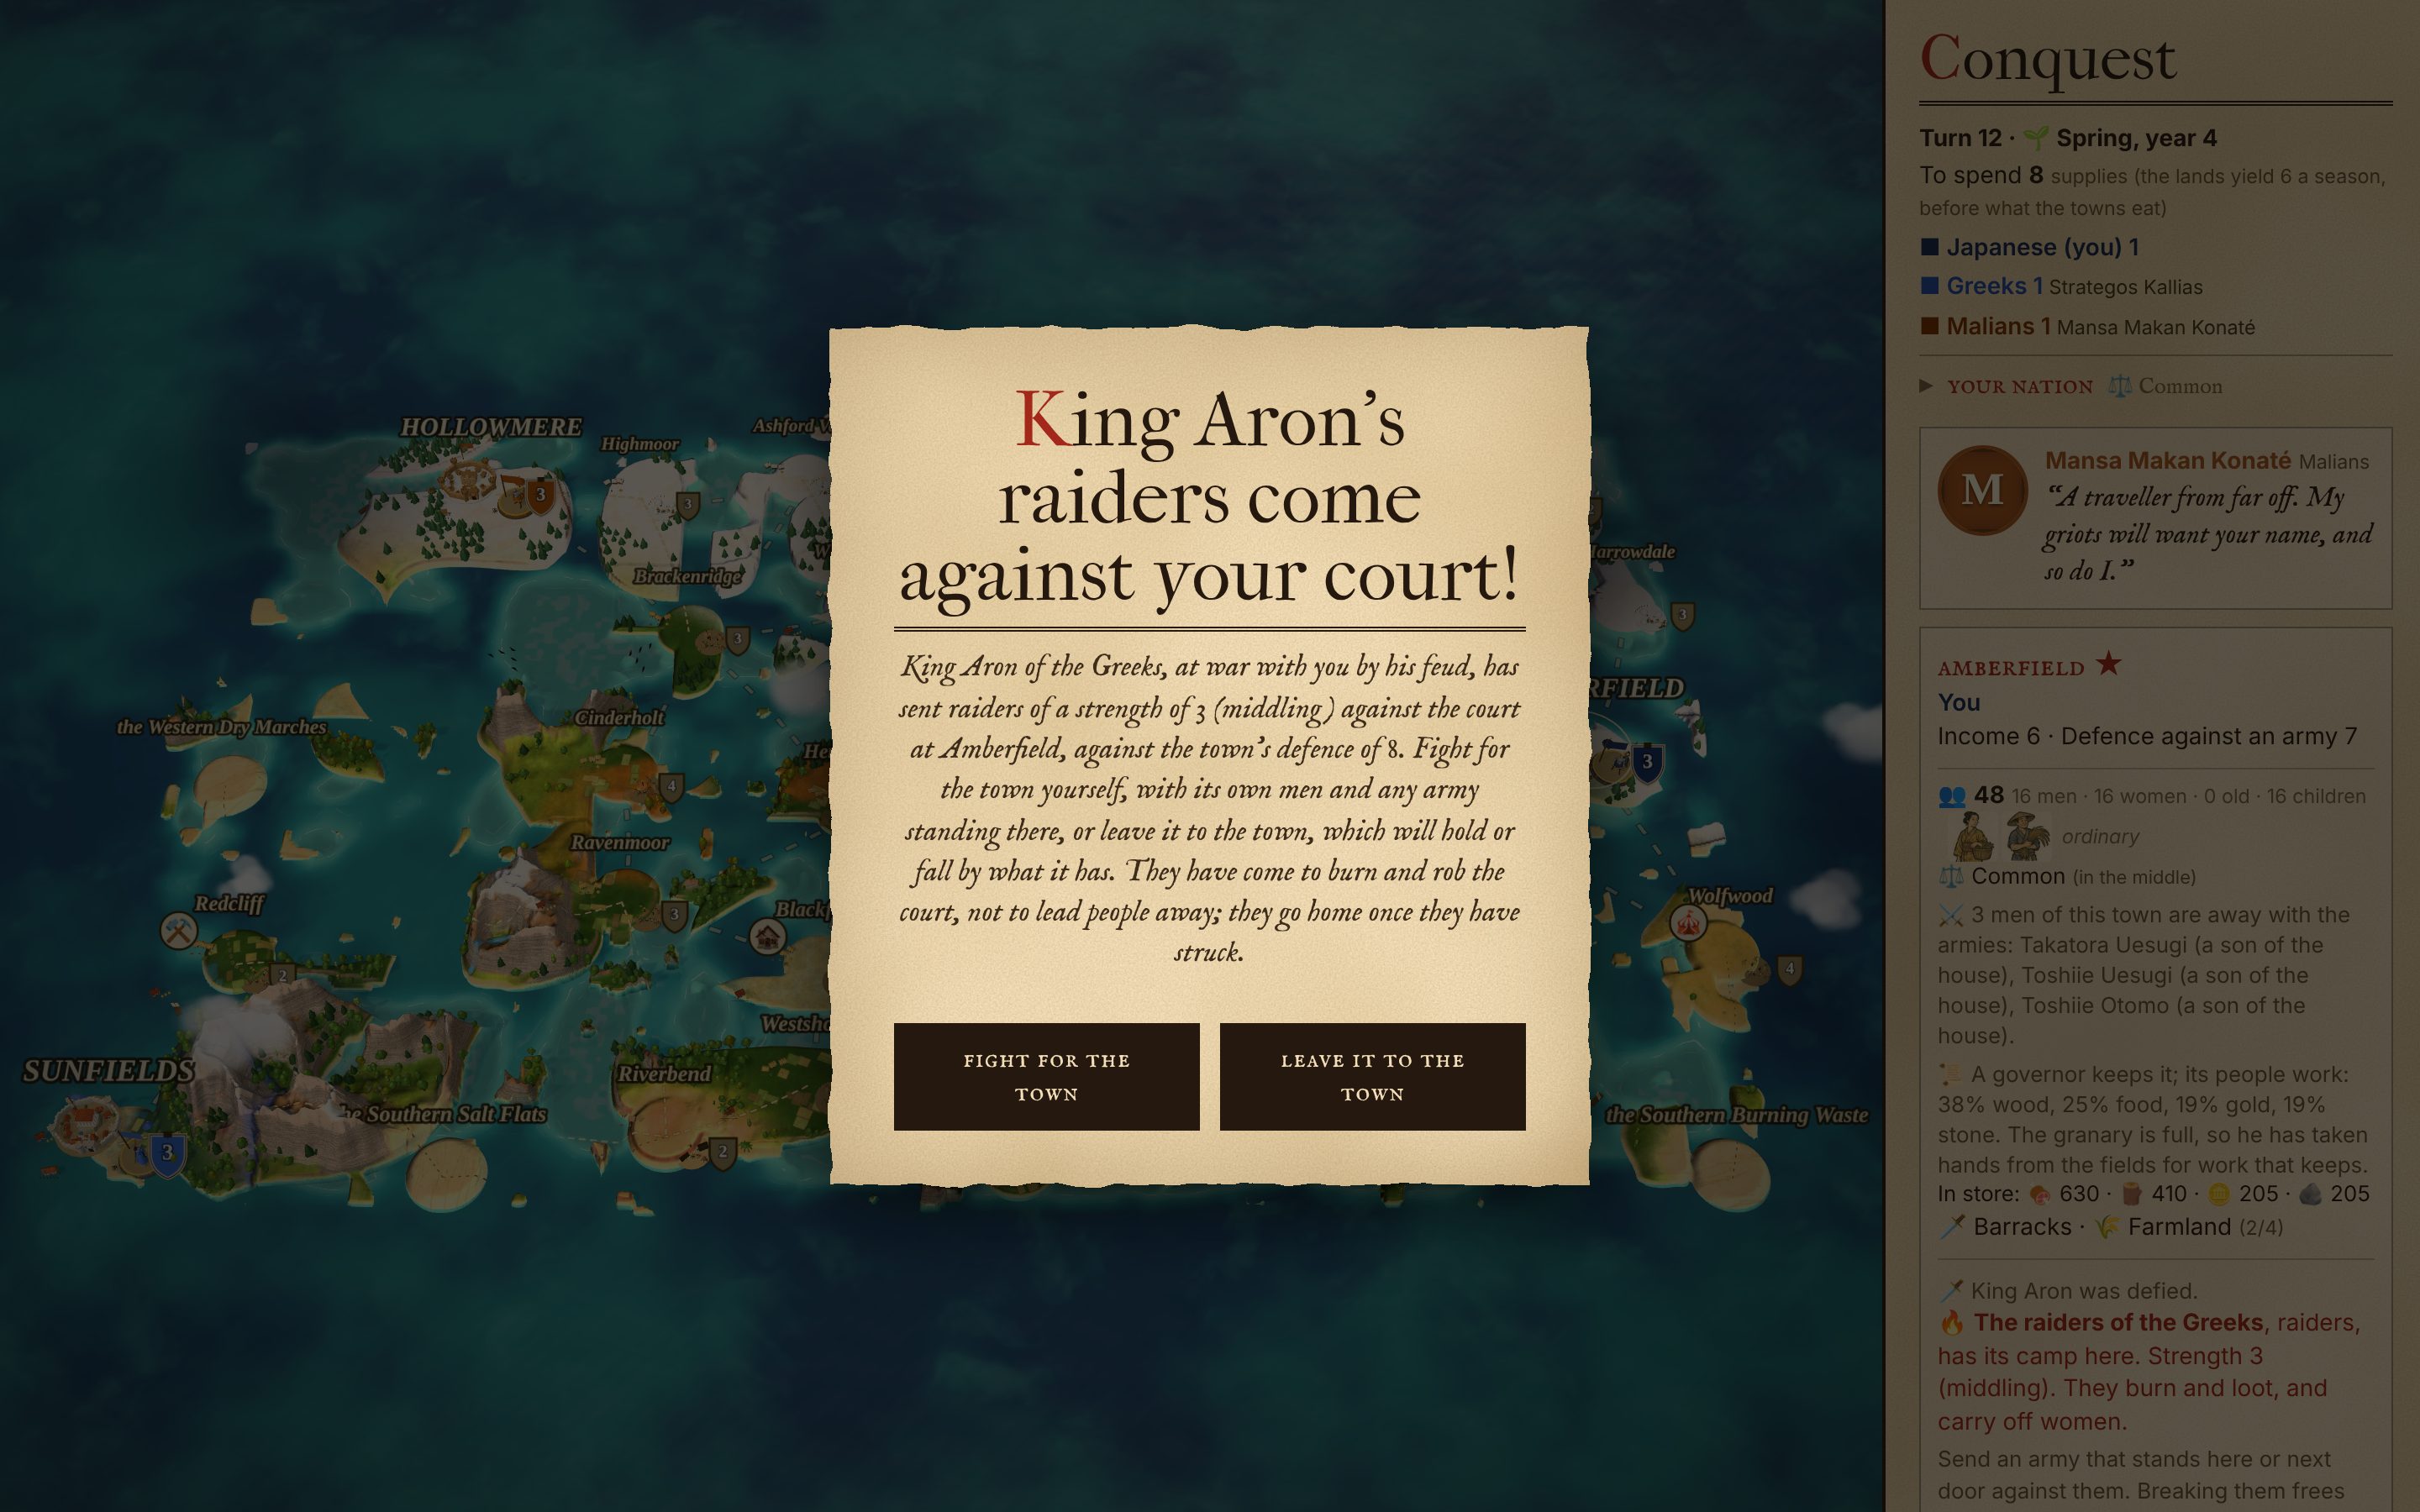 HOLLOWMERE
Highmoor
Ashford
3
3
Brackenridge
3
the Western Dry Marches
Cinderholt
4
Ravenmoor
3
Redcliff
2
SUNFIELDS
the Southern Salt Flats
3
Riverbend
2
3
3
Wolfwood
4
the Southern Burning Waste
King Aron’s
raiders come
against your court!
King Aron of the Greeks, at war with you by his feud, has
sent raiders of a strength of 3 (middling) against the court
at Amberfield, against the town’s defence of 8. Fight for
the town yourself, with its own men and any army
standing there, or leave it to the town, which will hold or
fall by what it has. They have come to burn and rob the
court, not to lead people away; they go home once they have
struck.
FIGHT FOR THE
TOWN
LEAVE IT TO THE
TOWN
Conquest
Turn 12 · Spring, year 4
To spend 8 supplies (the lands yield 6 a season,
before what the towns eat)
Japanese (you) 1
Greeks 1 Strategos Kallias
Malians 1 Mansa Makan Konaté
YOUR NATION Common
M
Mansa Makan Konaté Malians
“A traveller from far off. My
griots will want your name, and
so do I.”
AMBERFIELD
You
Income 6 · Defence against an army 7
48 16 men · 16 women · 0 old · 16 children
ordinary
Common (in the middle)
3 men of this town are away with the
armies: Takatora Uesugi (a son of the
house), Toshiie Uesugi (a son of the
house), Toshiie Otomo (a son of the
house).
A governor keeps it; its people work:
38% wood, 25% food, 19% gold, 19%
stone. The granary is full, so he has taken
hands from the fields for work that keeps.
In store: 630 · 410 · 205 · 205
Barracks · Farmland (2/4)
King Aron was defied.
The raiders of the Greeks, raiders,
has its camp here. Strength 3
(middling). They burn and loot, and
carry off women.
Send an army that stands here or next
door against them. Breaking them frees